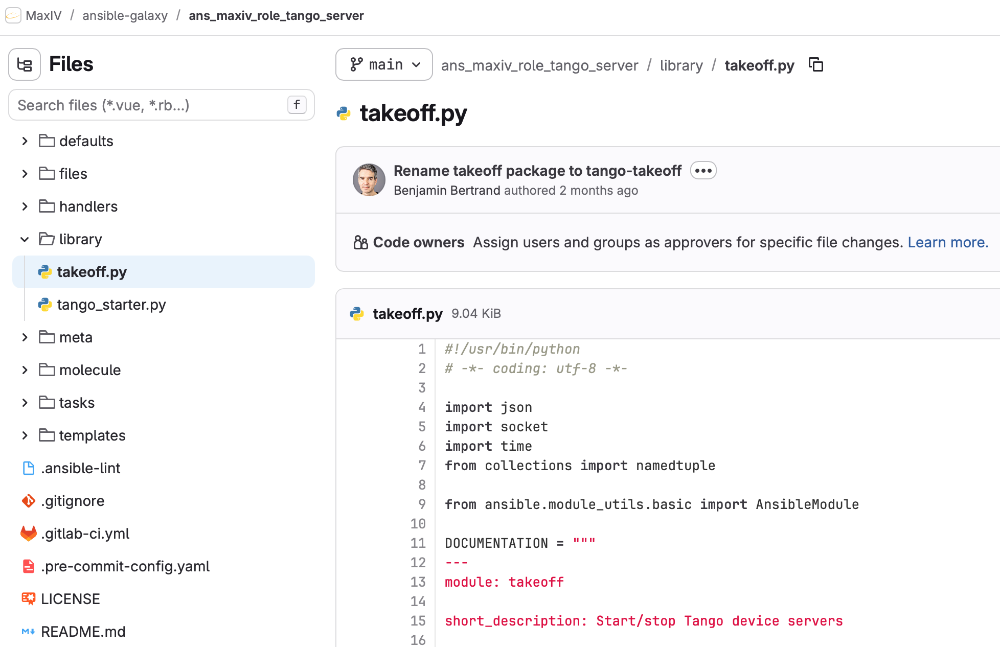 MaxIV / ansible-galaxy / ans_maxiv_role_tango_server
Files
Search files (*.vue, *.rb...) f
defaults
files
handlers
library
takeoff.py
tango_starter.py
meta
molecule
tasks
templates
.ansible-lint
.gitignore
.gitlab-ci.yml
.pre-commit-config.yaml
LICENSE
README.md
main ans_maxiv_role_tango_server / library / takeoff.py
takeoff.py
Rename takeoff package to tango-takeoff
Benjamin Bertrand authored 2 months ago
Code owners Assign users and groups as approvers for specific file changes. Learn more.
takeoff.py 9.04 KiB
1 #!/usr/bin/python
2 # -*- coding: utf-8 -*-
3
4 import json
5 import socket
6 import time
7 from collections import namedtuple
8
9 from ansible.module_utils.basic import AnsibleModule
10
11 DOCUMENTATION = """
12 ---
13 module: takeoff
14
15 short_description: Start/stop Tango device servers
16